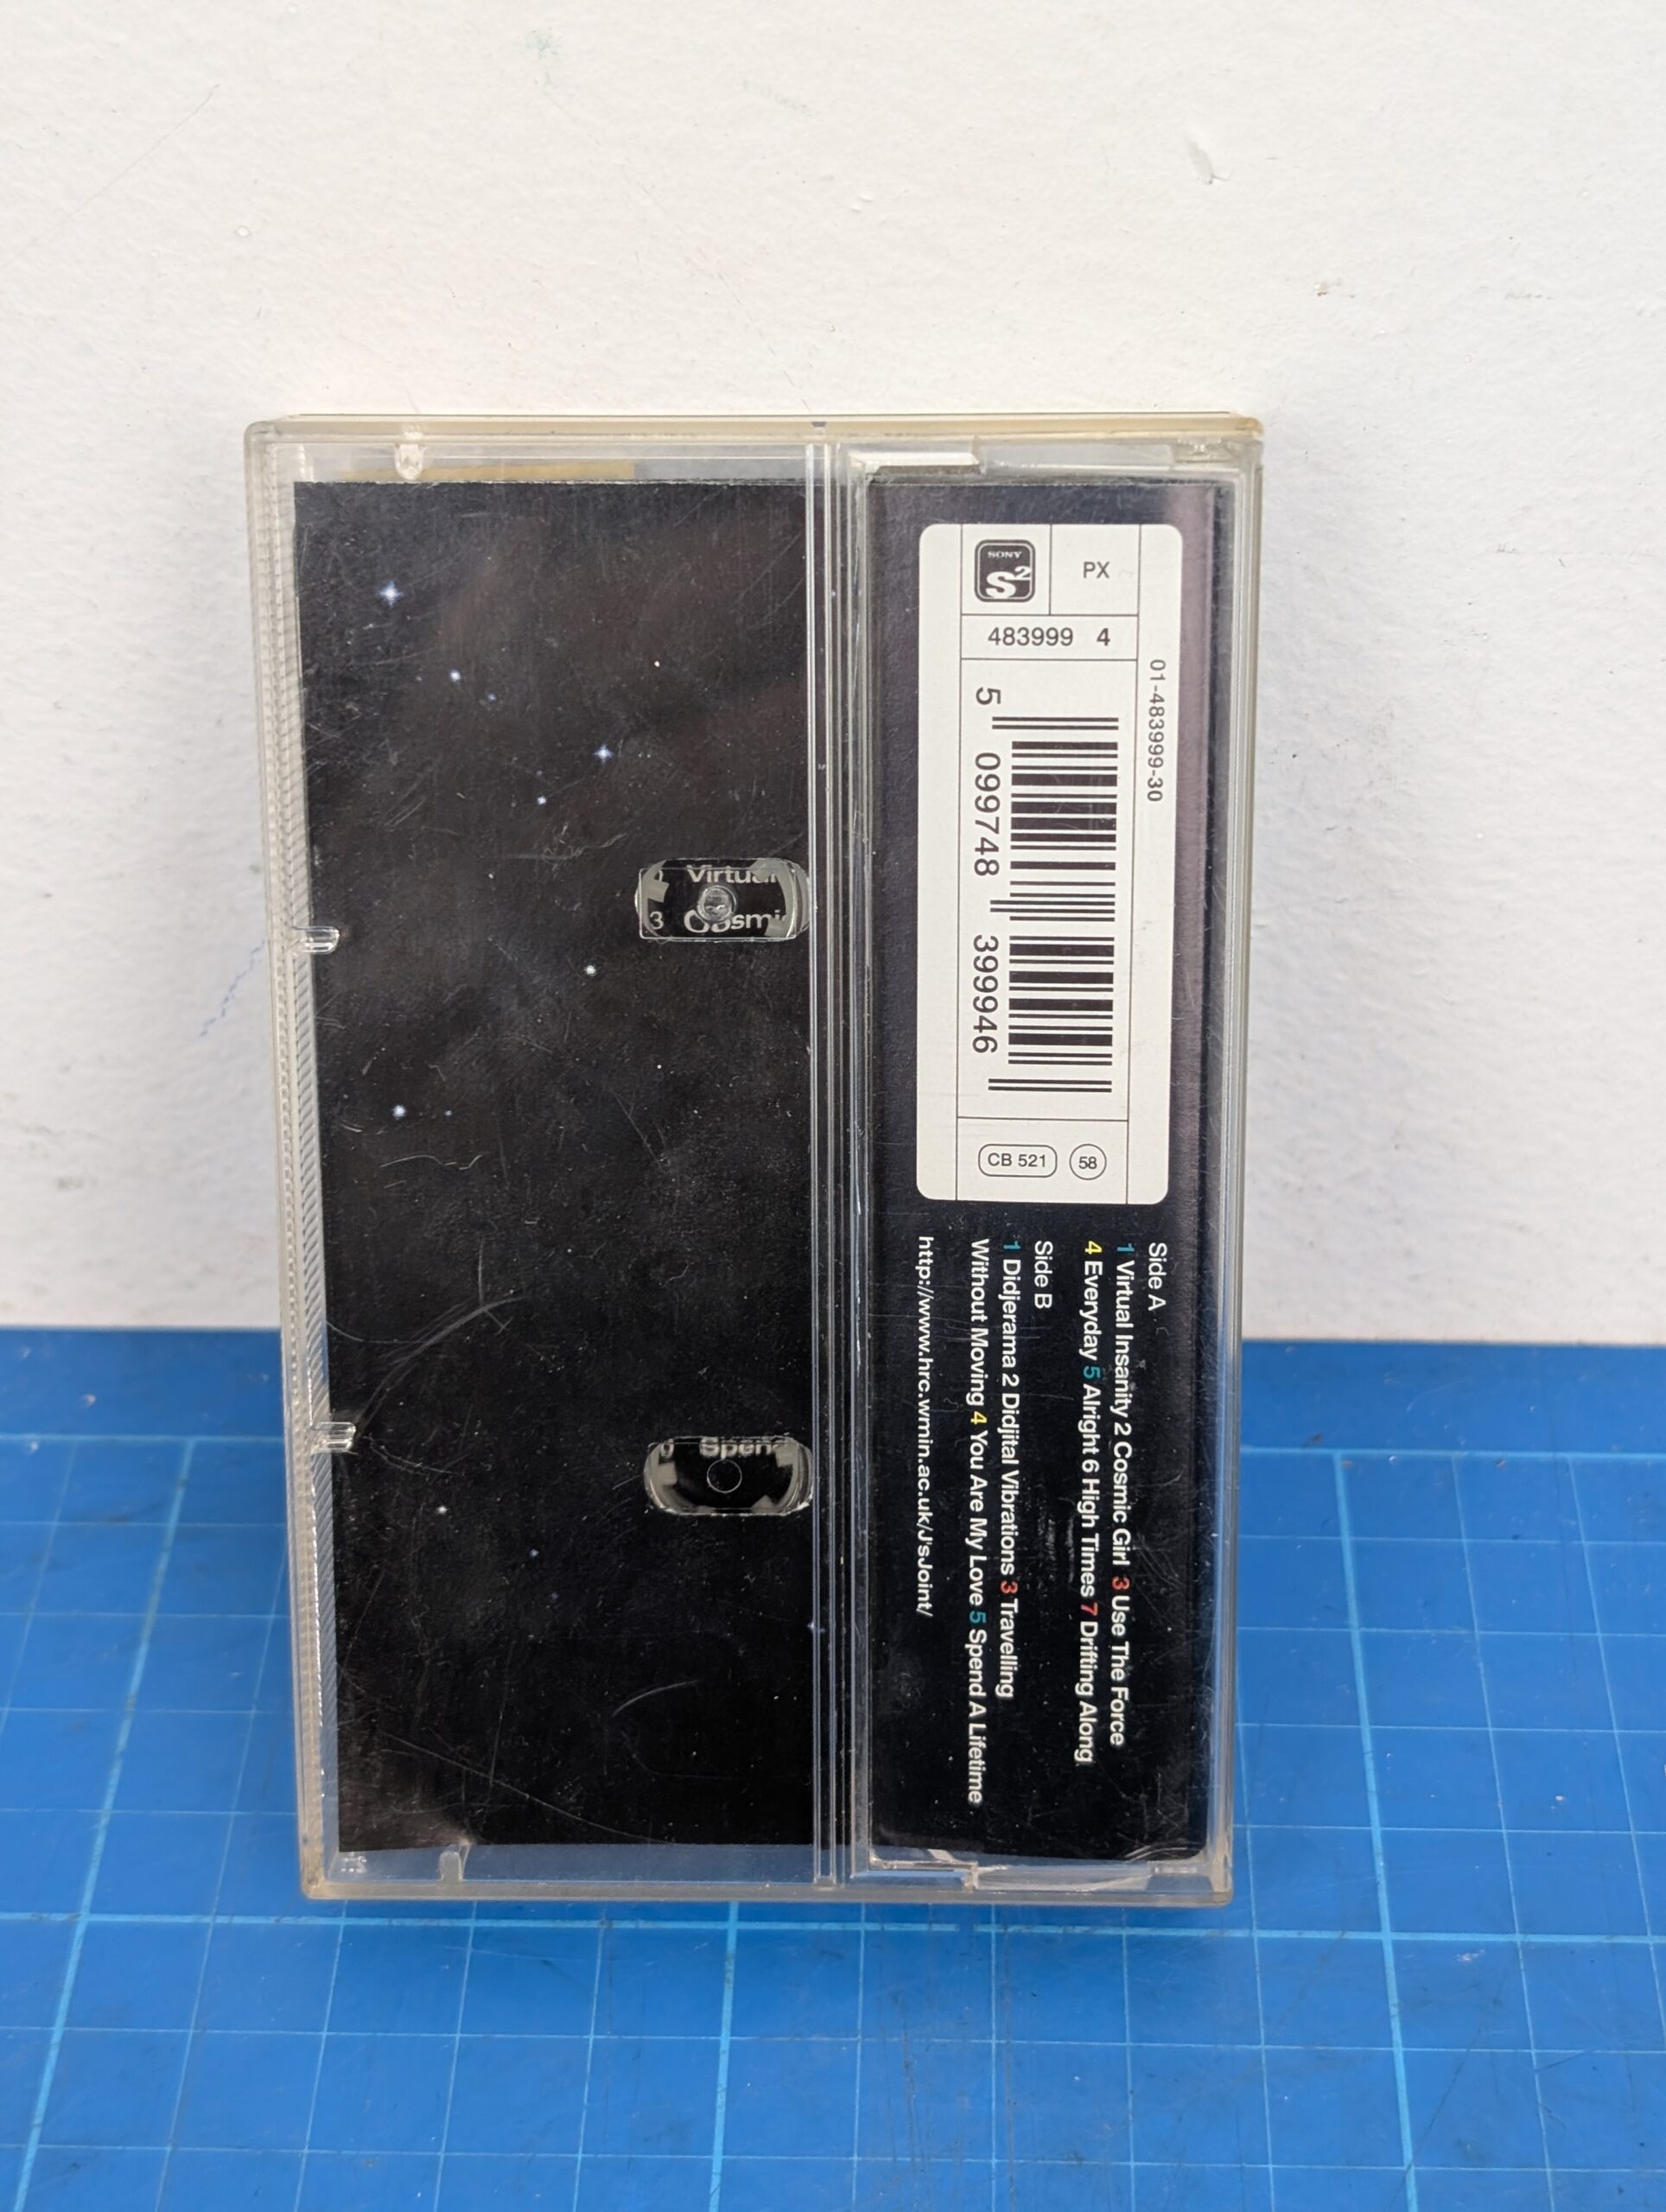 SONY
S2
PX
483999 4
01-483999-30
5 099748 399946
CB 521
58
Side A
1 Virtual Insanity 2 Cosmic Girl 3 Use The Force
4 Everyday 5 Alright 6 High Times 7 Drifting Along
Side B
1 Didjerama 2 Didjital Vibrations 3 Travelling
Without Moving 4 You Are My Love 5 Spend A Lifetime
http://www.hrc.wmin.ac.uk/J'sJoint/
Virtual
3 Cosmic
Spen